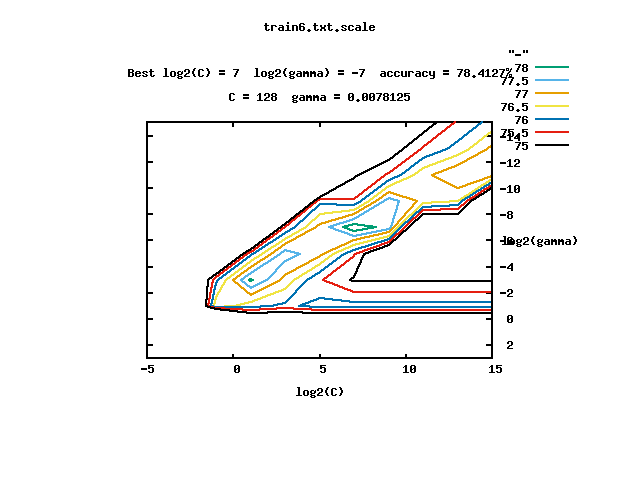 train6.txt.scale
"-"
Best log2(C) = 7 log2(gamma) = -7 accuracy = 78.4127%
78
77.5
C = 128 gamma = 0.0078125
77
76.5
76
75.5
75
-14
-12
-10
-8
-6
log2(gamma)
-4
-2
0
2
-5 0 5 10 15
log2(C)